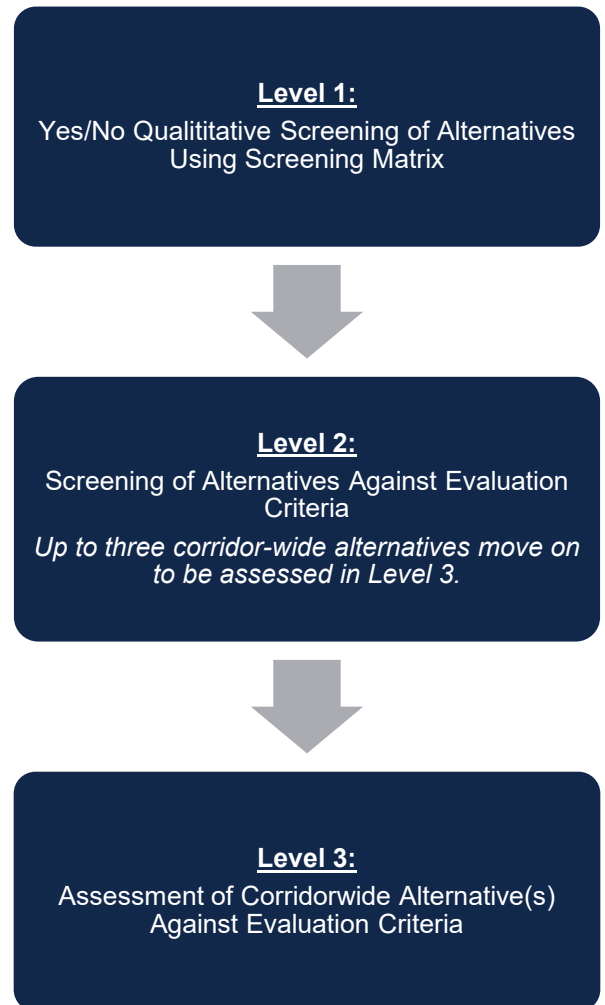 Level 1:
Yes/No Qualititative Screening of Alternatives
Using Screening Matrix
Level 2:
Screening of Alternatives Against Evaluation
Criteria
Up to three corridor-wide alternatives move on
to be assessed in Level 3.
Level 3:
Assessment of Corridorwide Alternative(s)
Against Evaluation Criteria